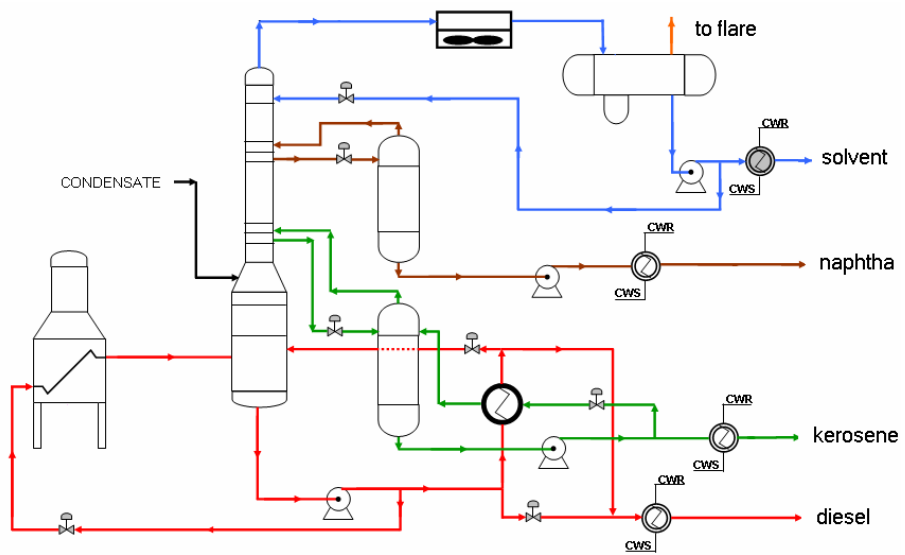 to flare
CWR
solvent
CWS
CONDENSATE
CWR
naphtha
CWS
CWR
kerosene
CWS
CWR
diesel
CWS